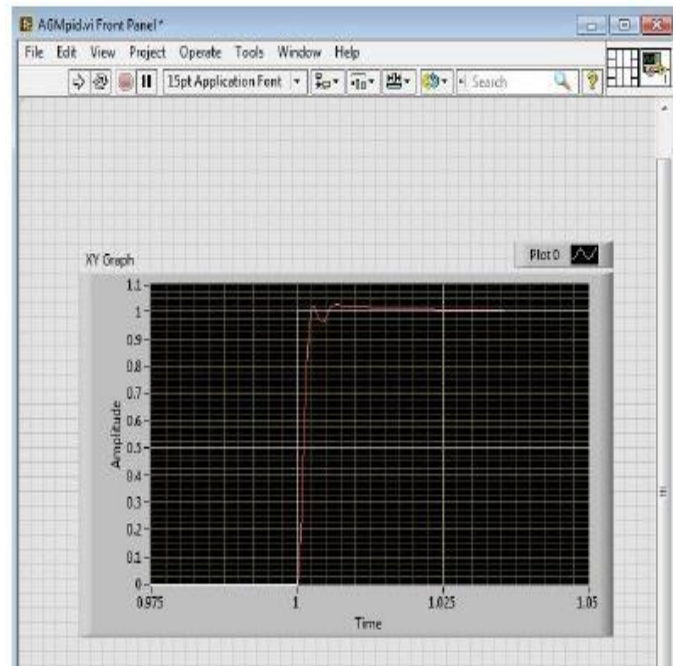 AGMpid.vi Front Panel *
File Edit View Project Operate Tools Window Help
15pt Application Font Search
Plot 0
XY Graph
1.1
1
0.9
0.8
0.7
0.6
0.5
0.4
0.3
0.2
0.1
0
Amplitude
0.975 1 1.025 1.05
Time